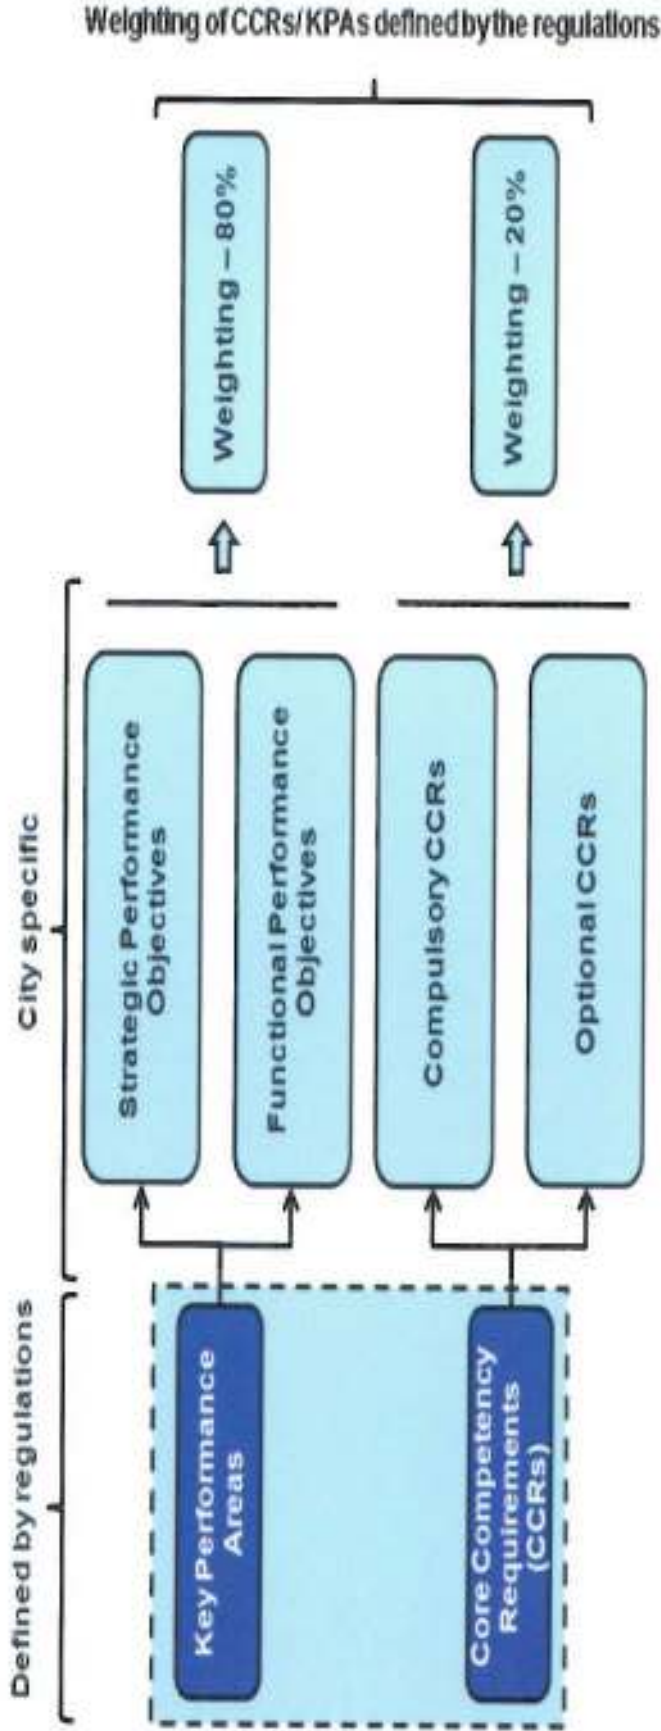 Weighting of CCRs/ KPAs defined by the regulations
Defined by regulations
City specific
Key Performance
Areas
Strategic Performance
Objectives
Functional Performance
Objectives
Weighting – 80%
Core Competency
Requirements
(CCRs)
Compulsory CCRs
Optional CCRs
Weighting – 20%